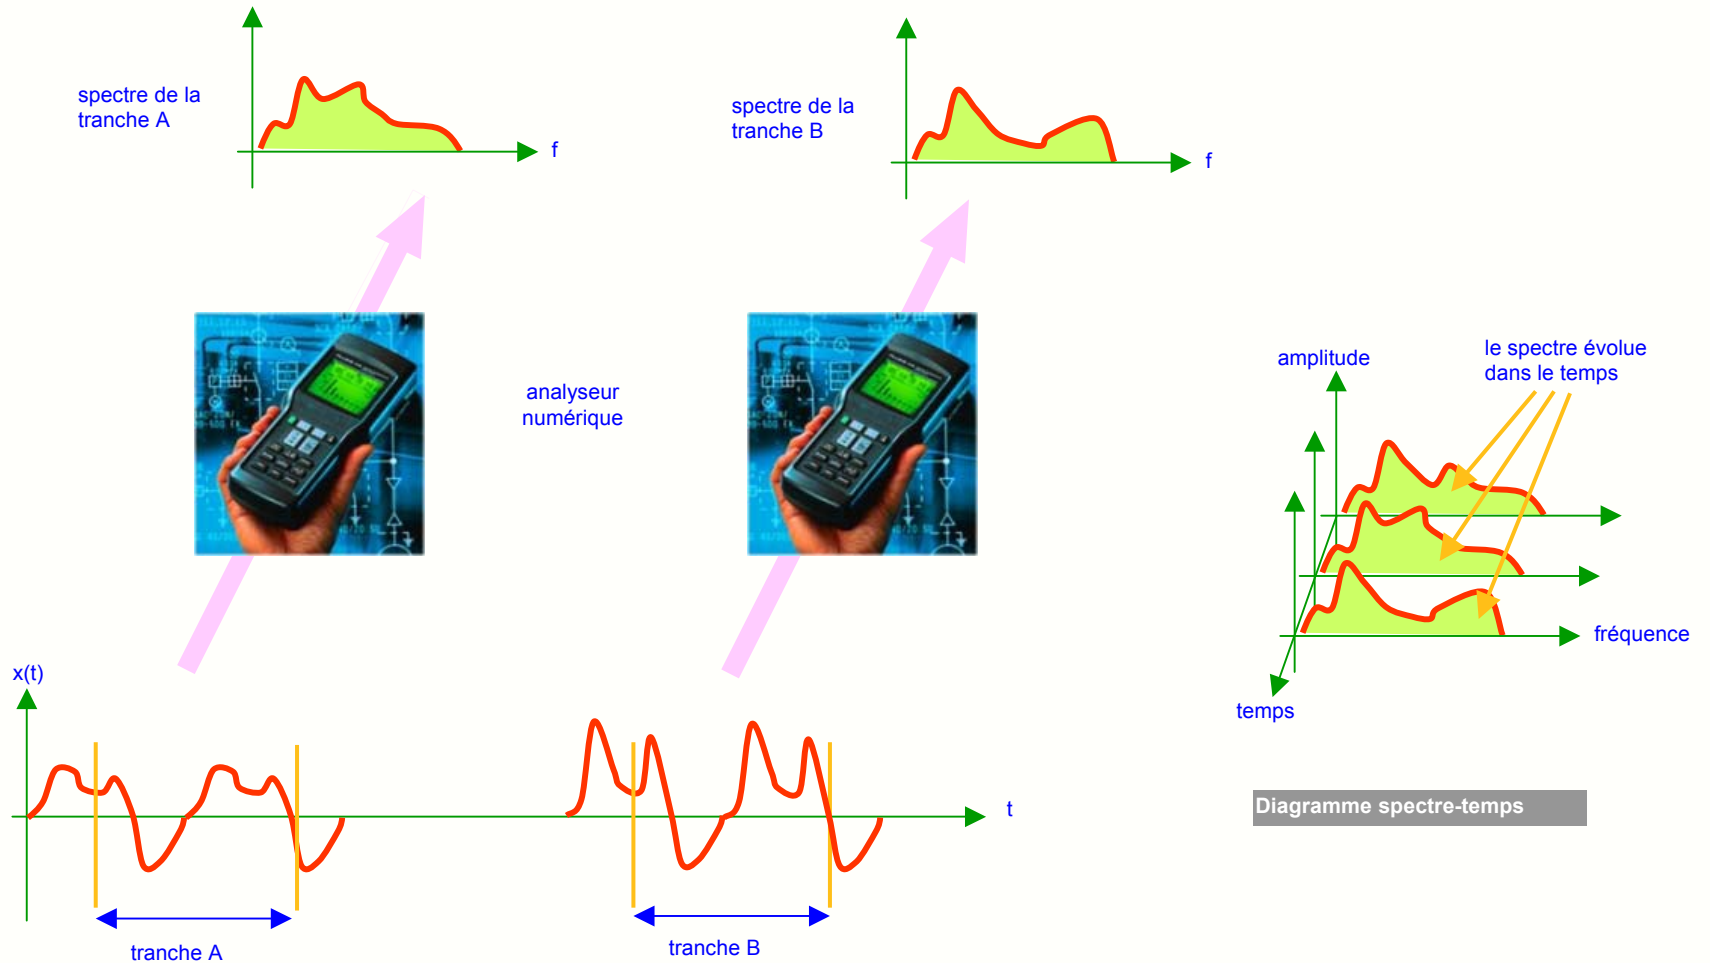 spectre de la
tranche A
f
spectre de la
tranche B
f
analyseur
numérique
amplitude
le spectre évolue
dans le temps
fréquence
temps
x(t)
t
tranche A
tranche B
Diagramme spectre-temps